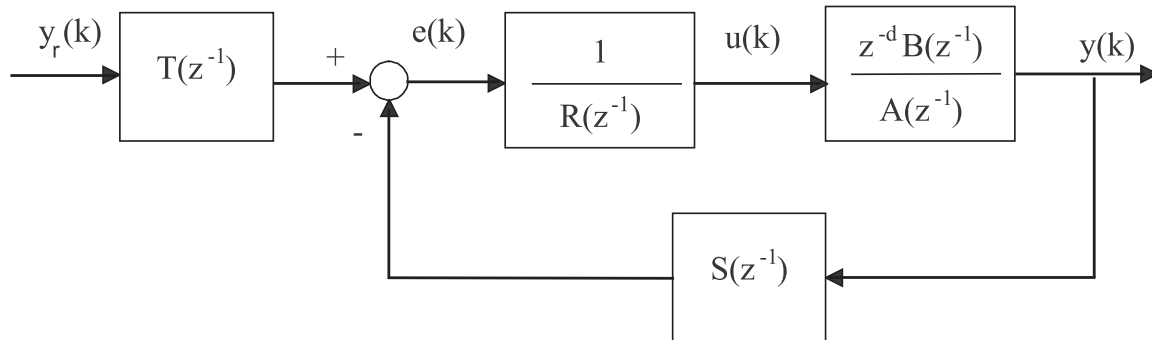 y_r(k)
T(z^-1)
+
-
e(k)
1
R(z^-1)
u(k)
z^-d B(z^-1)
A(z^-1)
y(k)
S(z^-1)